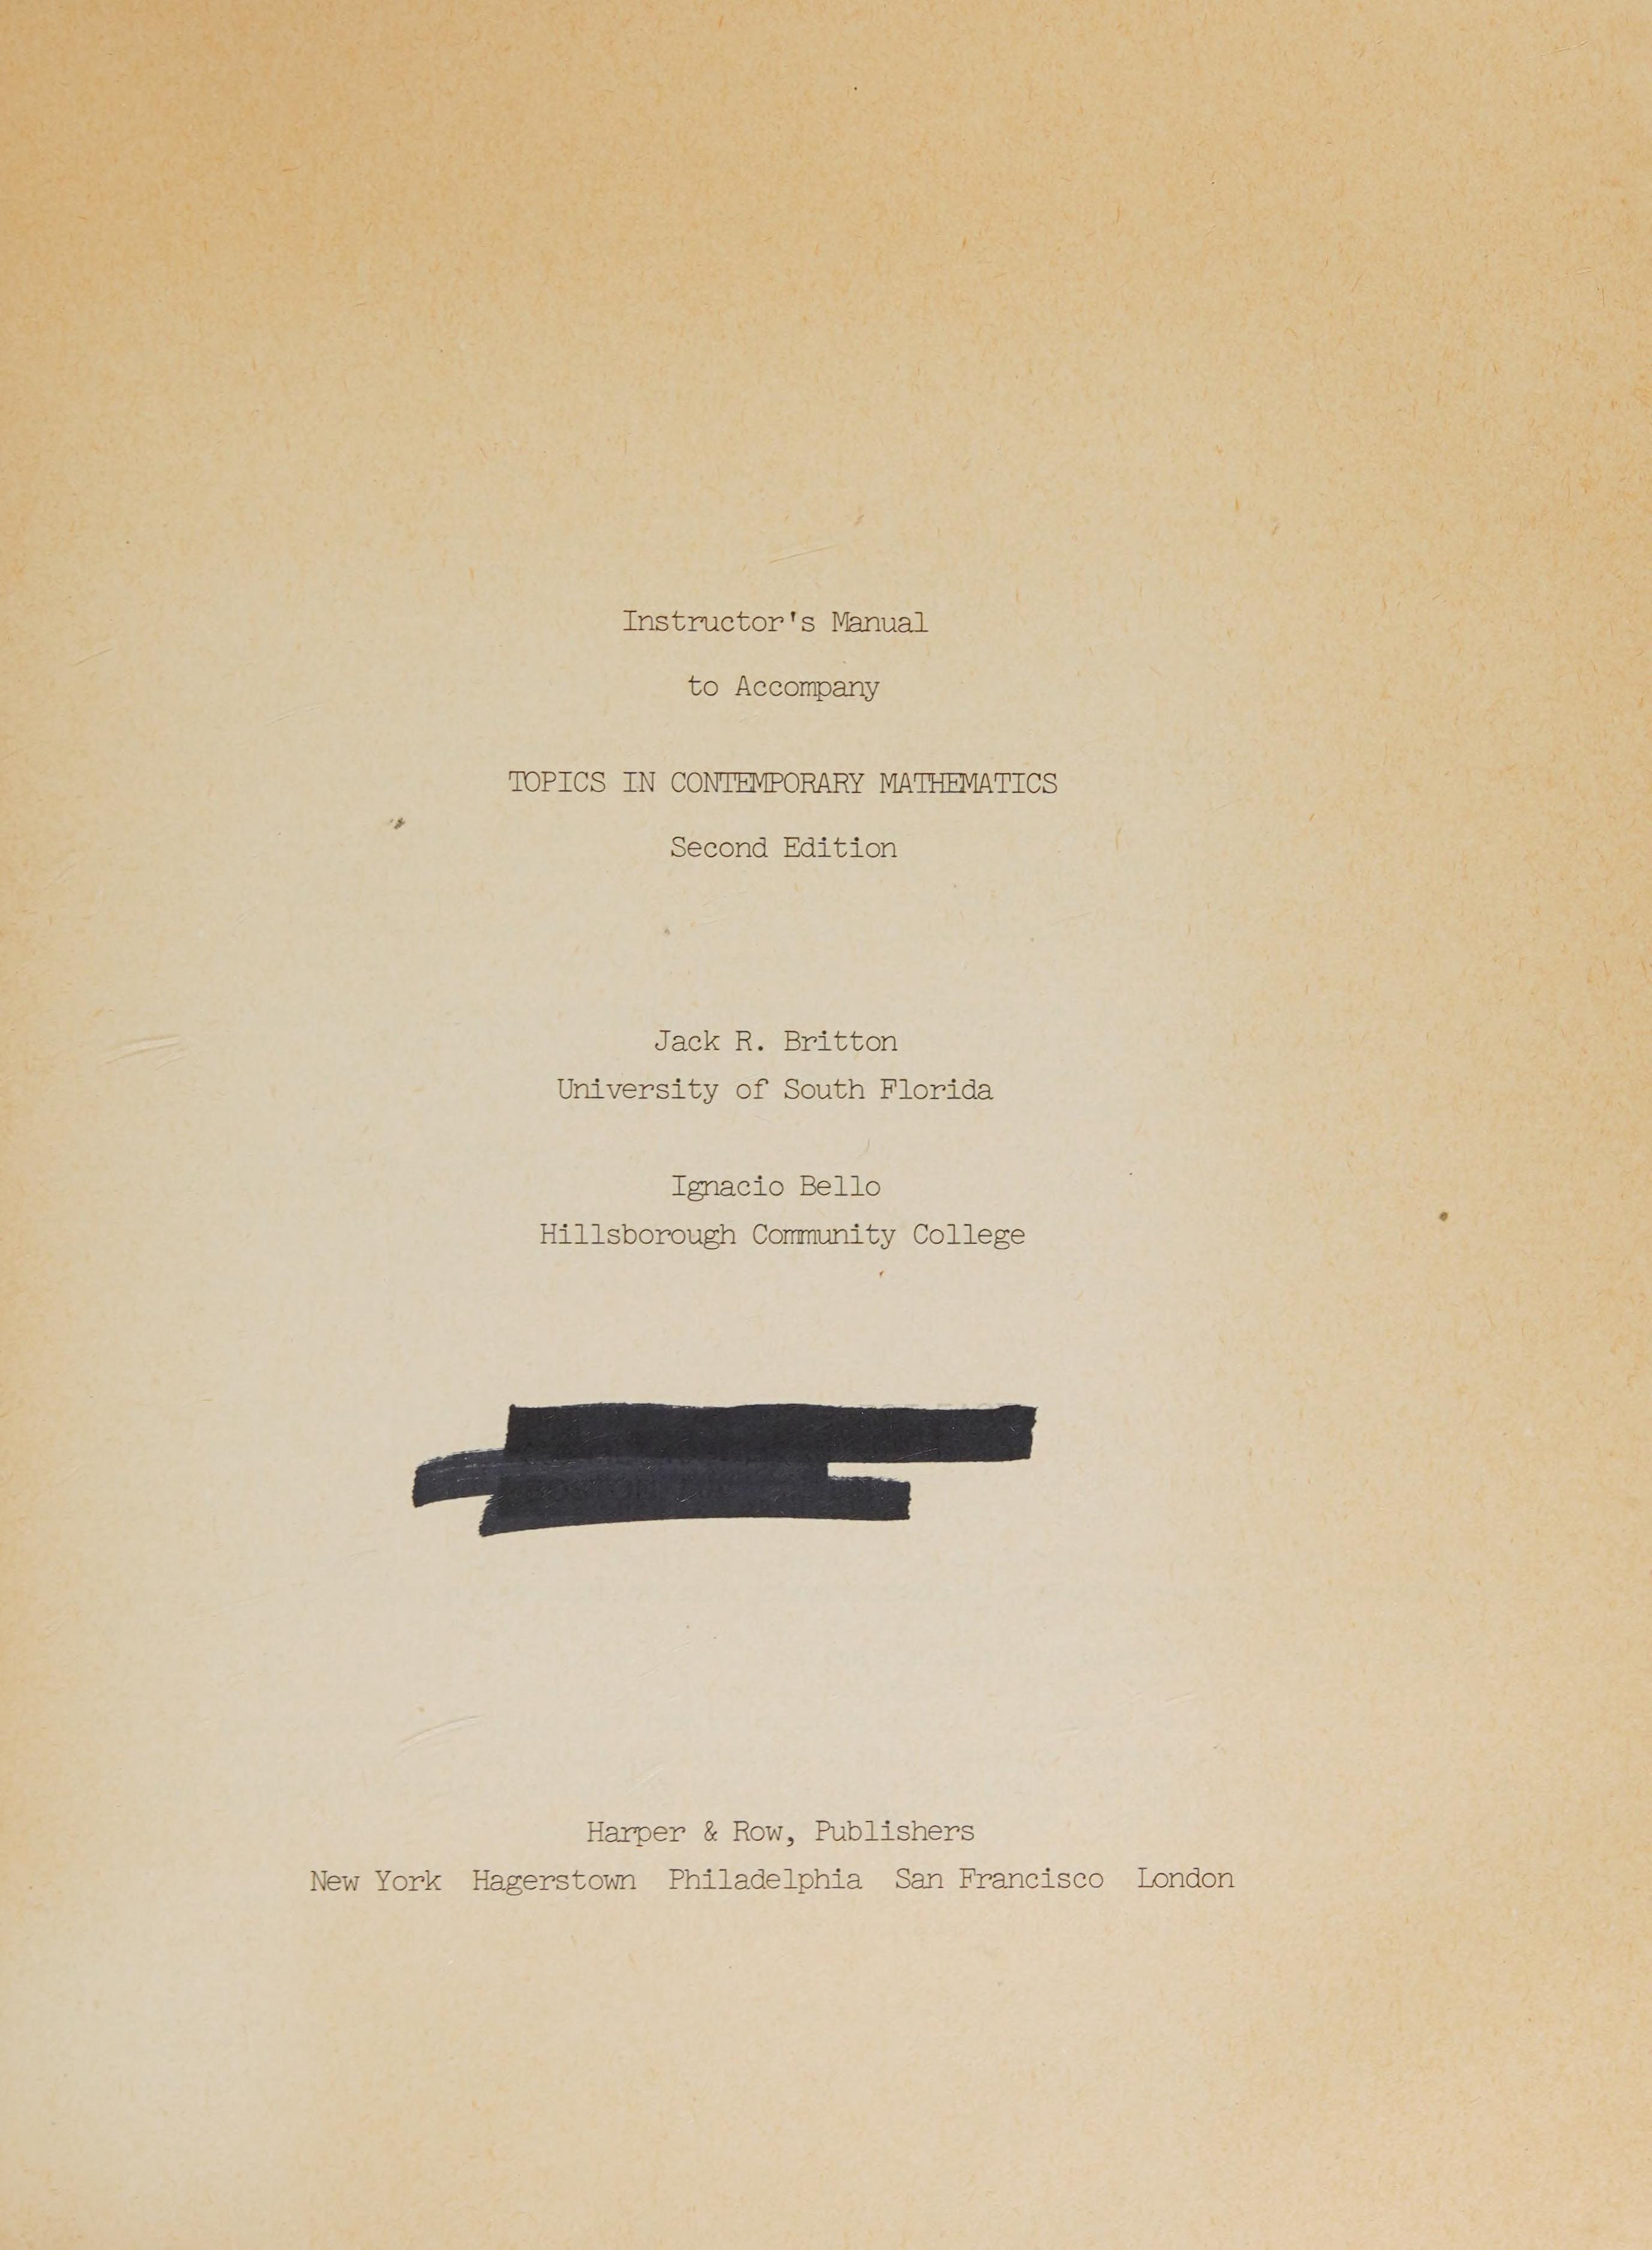 Instructor's Manual
to Accompany
TOPICS IN CONTEMPORARY MATHEMATICS
Second Edition
Jack R. Britton
University of South Florida
Ignacio Bello
Hillsborough Community College
Harper & Row, Publishers
New York Hagerstown Philadelphia San Francisco London